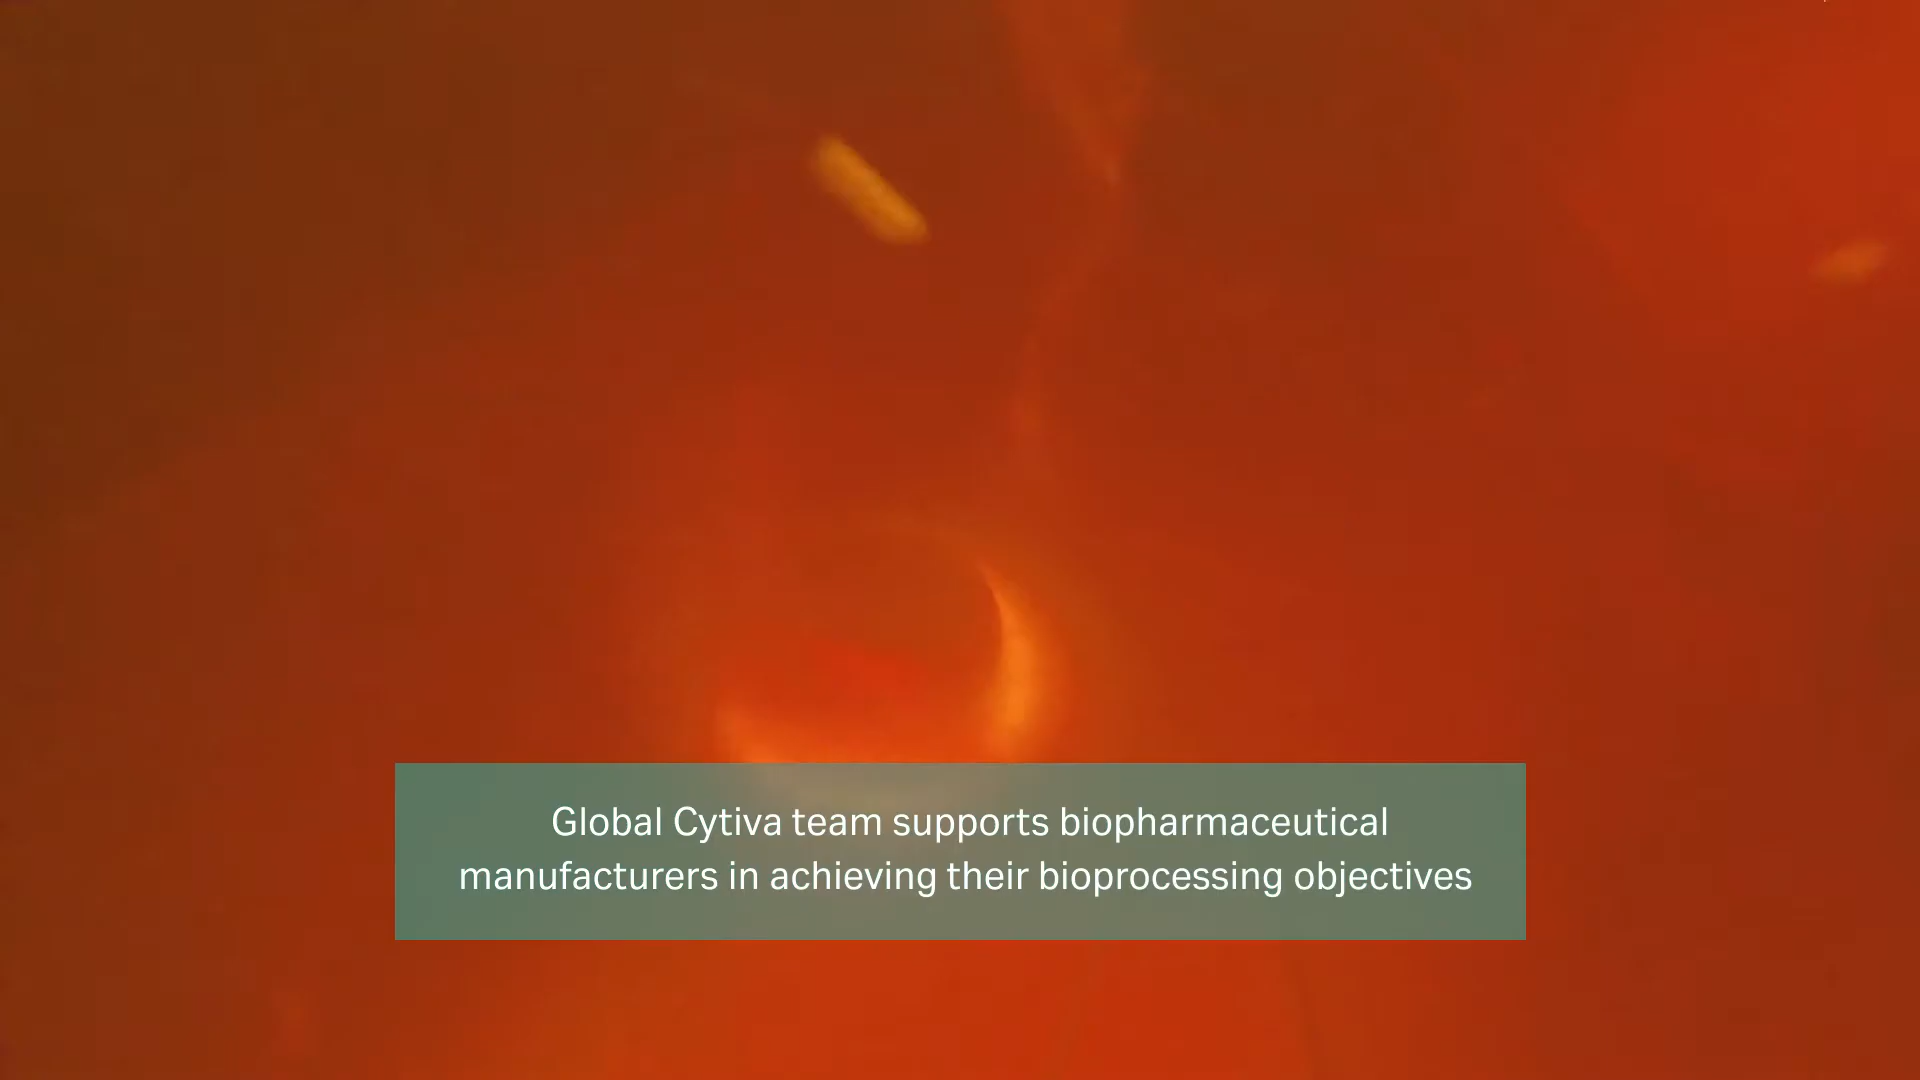 Global Cytiva team supports biopharmaceutical
manufacturers in achieving their bioprocessing objectives